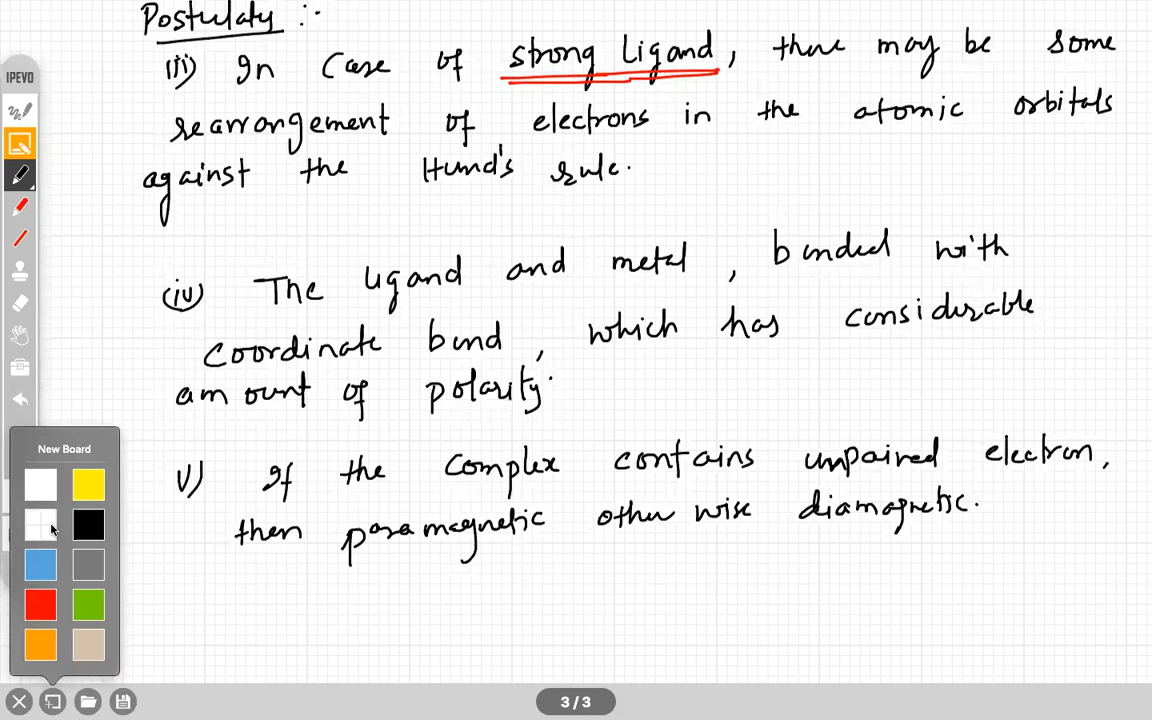 Postulaty :-
(iii) In case of strong ligand, there may be some
rearrangement of electrons in the atomic orbitals
against the Hund's rule.
(iv) The ligand and metal, bonded with
coordinate bond, which has considerable
amount of polarity.
v) If the complex contains unpaired electron,
then paramagnetic otherwise diamagnetic.
IPEVO
New Board
3/3